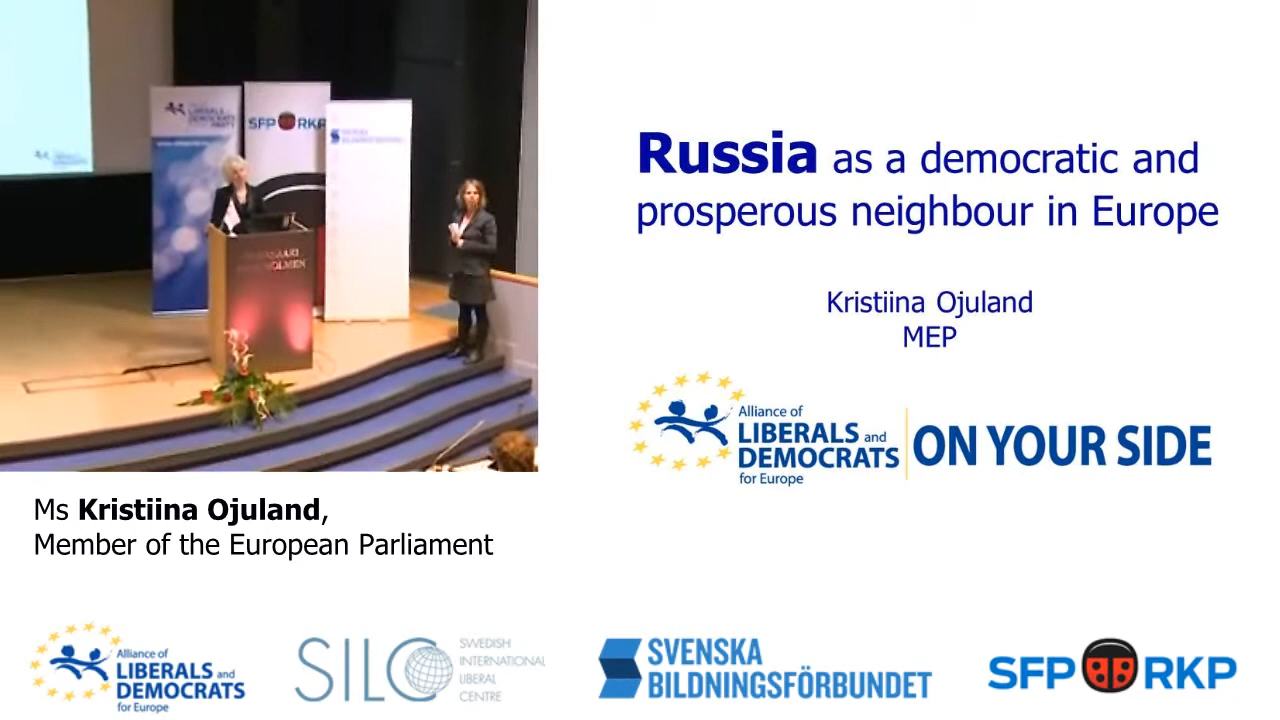 SFP RKP
Russia as a democratic and
prosperous neighbour in Europe
Kristiina Ojuland
MEP
Alliance of
LIBERALS and
DEMOCRATS
for Europe
ON YOUR SIDE
Ms Kristiina Ojuland,
Member of the European Parliament
Alliance of
LIBERALS and
DEMOCRATS
for Europe
SILC
SWEDISH
INTERNATIONAL
LIBERAL
CENTRE
SVENSKA
BILDNINGSFÖRBUNDET
SFP RKP